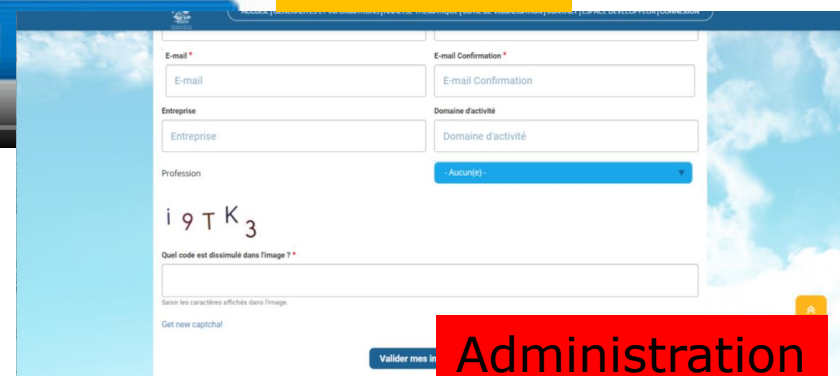 E-mail *
E-mail Confirmation *
E-mail
E-mail Confirmation
Entreprise
Domaine d'activité
Entreprise
Domaine d'activité
Profession
- Aucun(e) -
i 9 T K 3
Quel code est dissimulé dans l'image ? *
Saisir les caractères affichés dans l'image.
Get new captcha!
Valider mes in
Administration